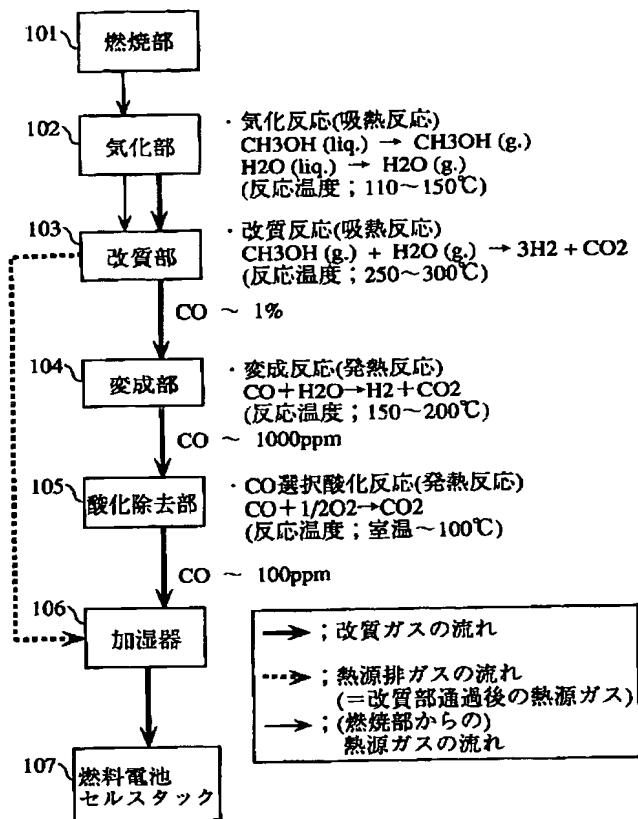 101
燃焼部
102
気化部
・気化反応(吸熱反応)
CH3OH (liq.) → CH3OH (g.)
H2O (liq.) → H2O (g.)
(反応温度；110～150℃)
103
改質部
・改質反応(吸熱反応)
CH3OH (g.) + H2O (g.) → 3H2 + CO2
(反応温度；250～300℃)
CO ～ 1%
104
変成部
・変成反応(発熱反応)
CO+H2O→H2+CO2
(反応温度；150～200℃)
CO ～ 1000ppm
105
酸化除去部
・CO選択酸化反応(発熱反応)
CO+1/2O2→CO2
(反応温度；室温～100℃)
CO ～ 100ppm
106
加湿器
；改質ガスの流れ
；熱源排ガスの流れ
(＝改質部通過後の熱源ガス)
；(燃焼部からの)
熱源ガスの流れ
107
燃料電池
セルスタック